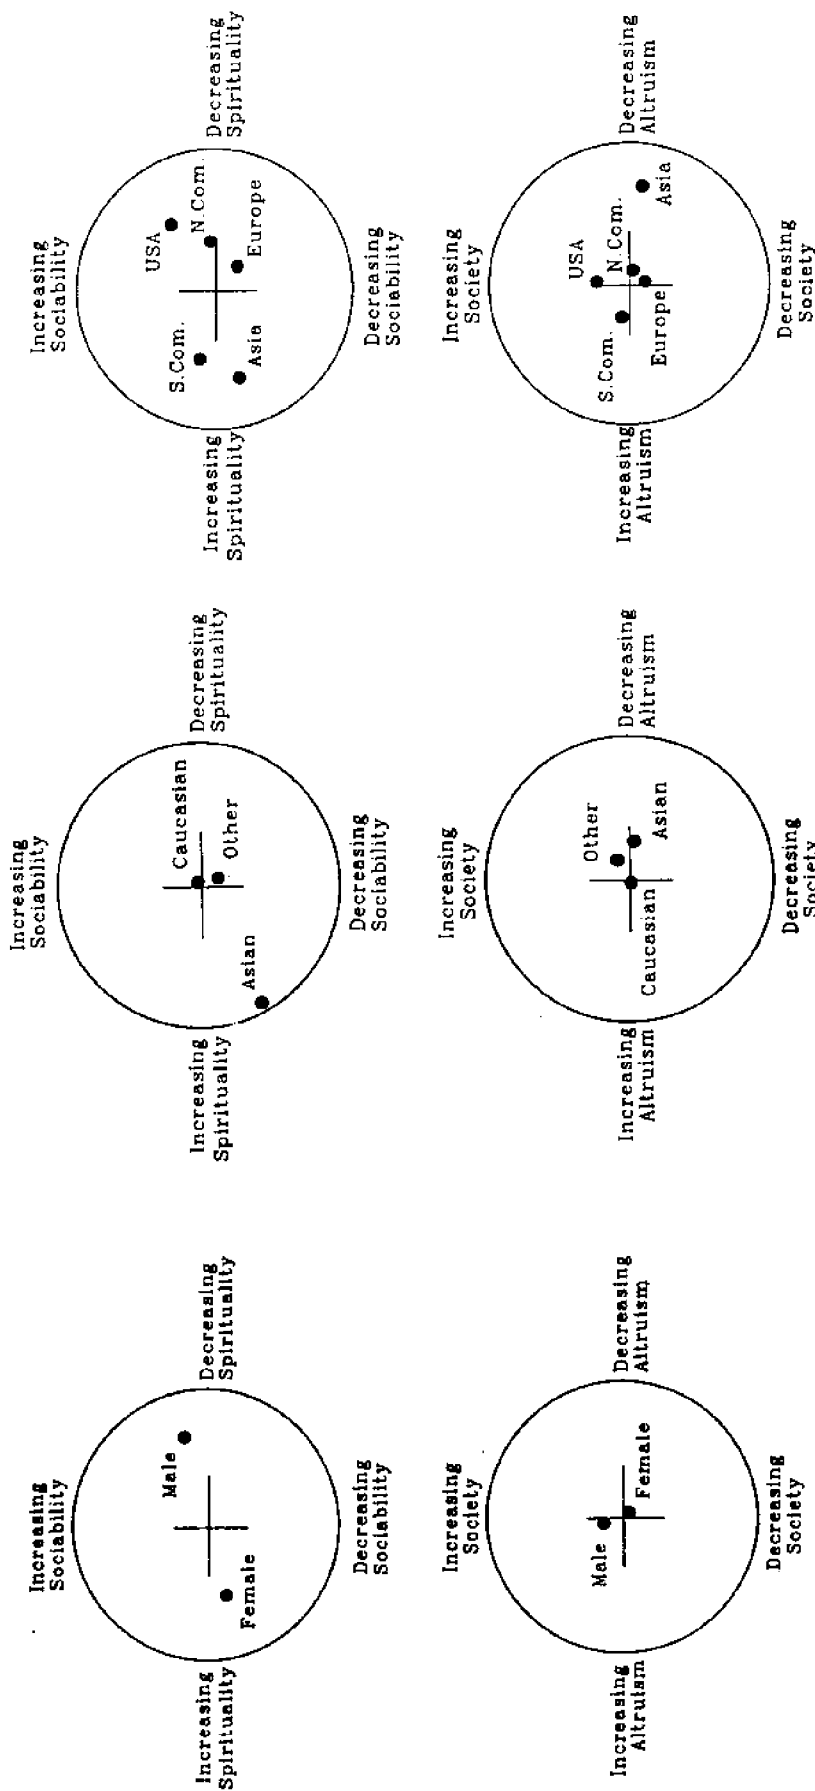 Increasing
Sociability
Male
Increasing
Spirituality
Decreasing
Spirituality
Female
Decreasing
Sociability
Increasing
Sociability
Caucasian
Increasing
Spirituality
Decreasing
Spirituality
Other
Asian
Decreasing
Sociability
Increasing
Sociability
USA
S.Com.
N.Com.
Increasing
Spirituality
Decreasing
Spirituality
Asia
Europe
Decreasing
Sociability
Increasing
Society
Male
Increasing
Altruism
Decreasing
Altruism
Female
Decreasing
Society
Increasing
Society
Other
Increasing
Altruism
Decreasing
Altruism
Caucasian
Asian
Decreasing
Society
Increasing
Society
USA
S.Com.
N.Com.
Increasing
Altruism
Decreasing
Altruism
Europe
Asia
Decreasing
Society